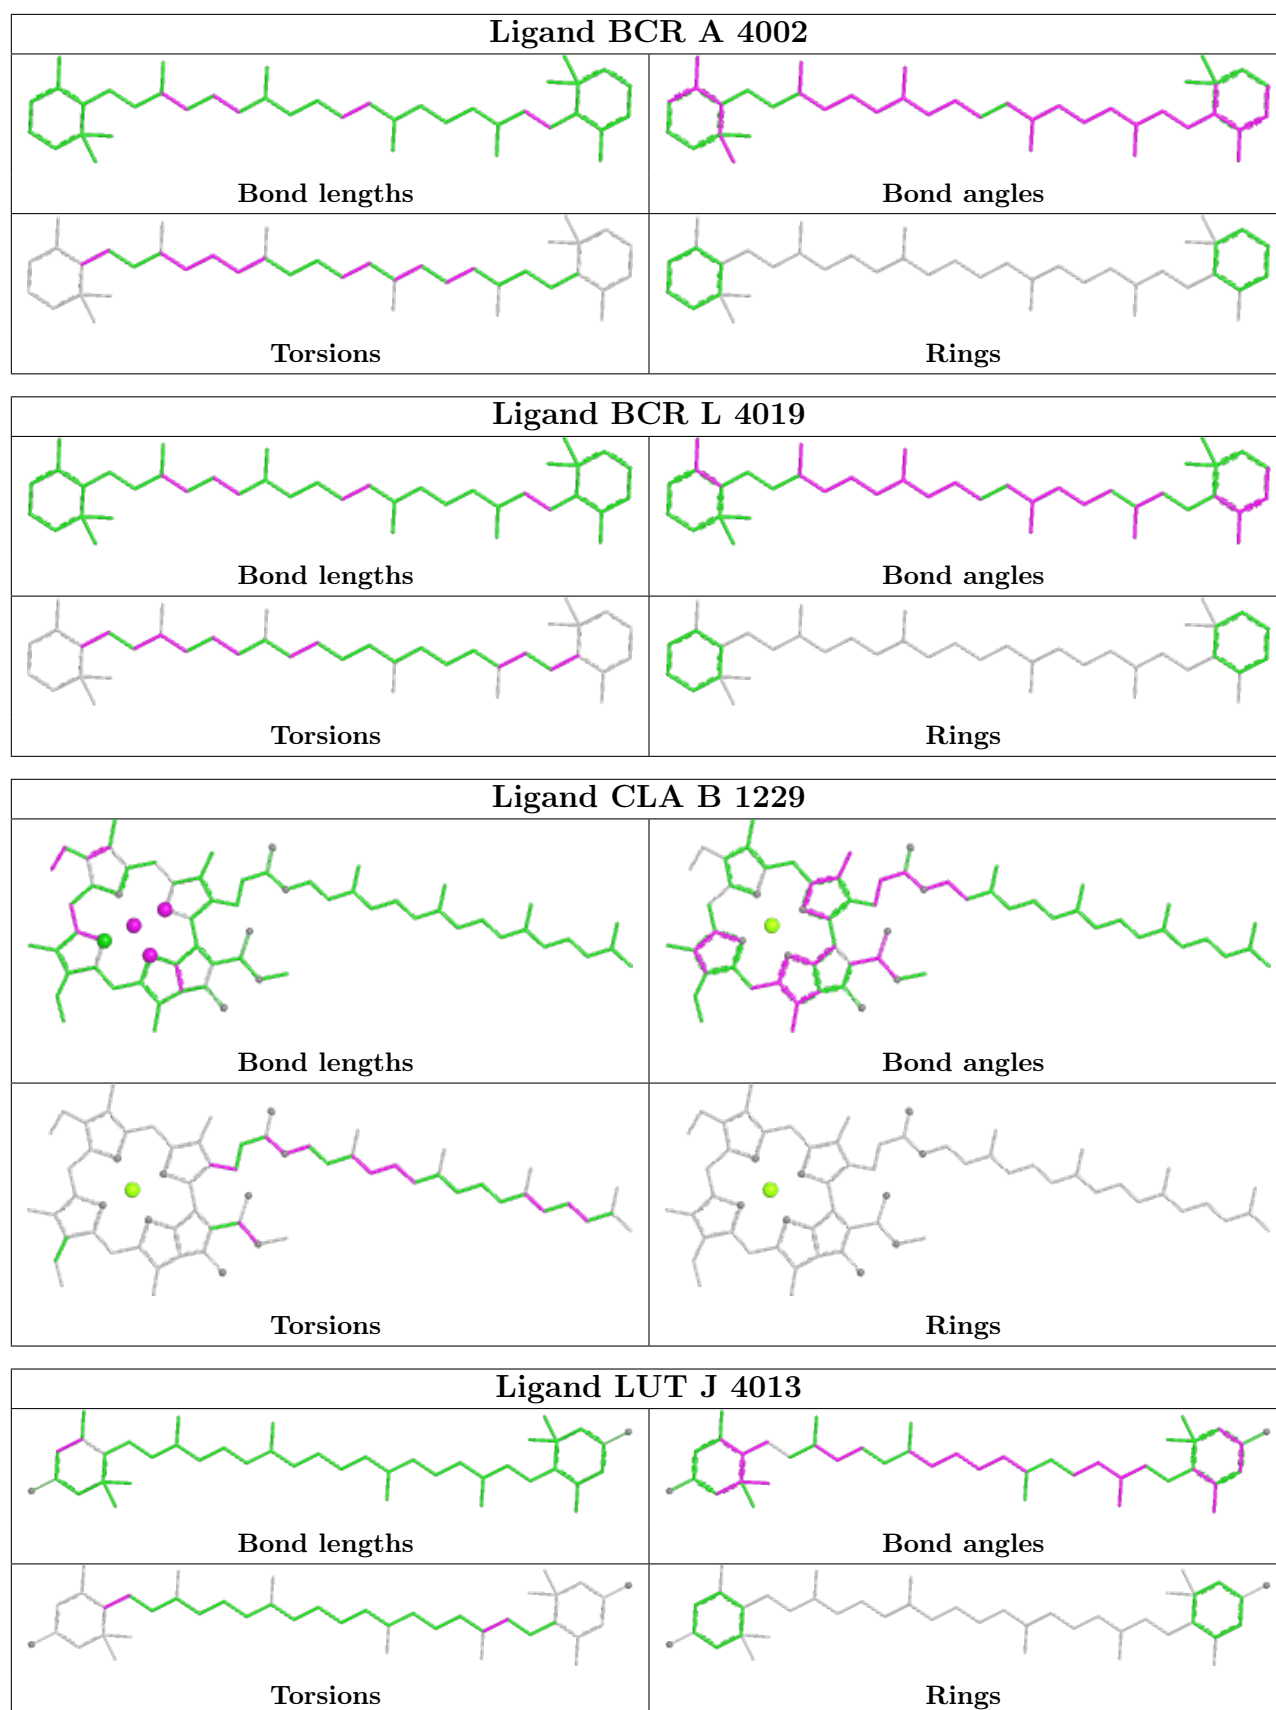 Ligand BCR A 4002
Bond lengths
Bond angles
Torsions
Rings
Ligand BCR L 4019
Bond lengths
Bond angles
Torsions
Rings
Ligand CLA B 1229
Bond lengths
Bond angles
Torsions
Rings
Ligand LUT J 4013
Bond lengths
Bond angles
Torsions
Rings